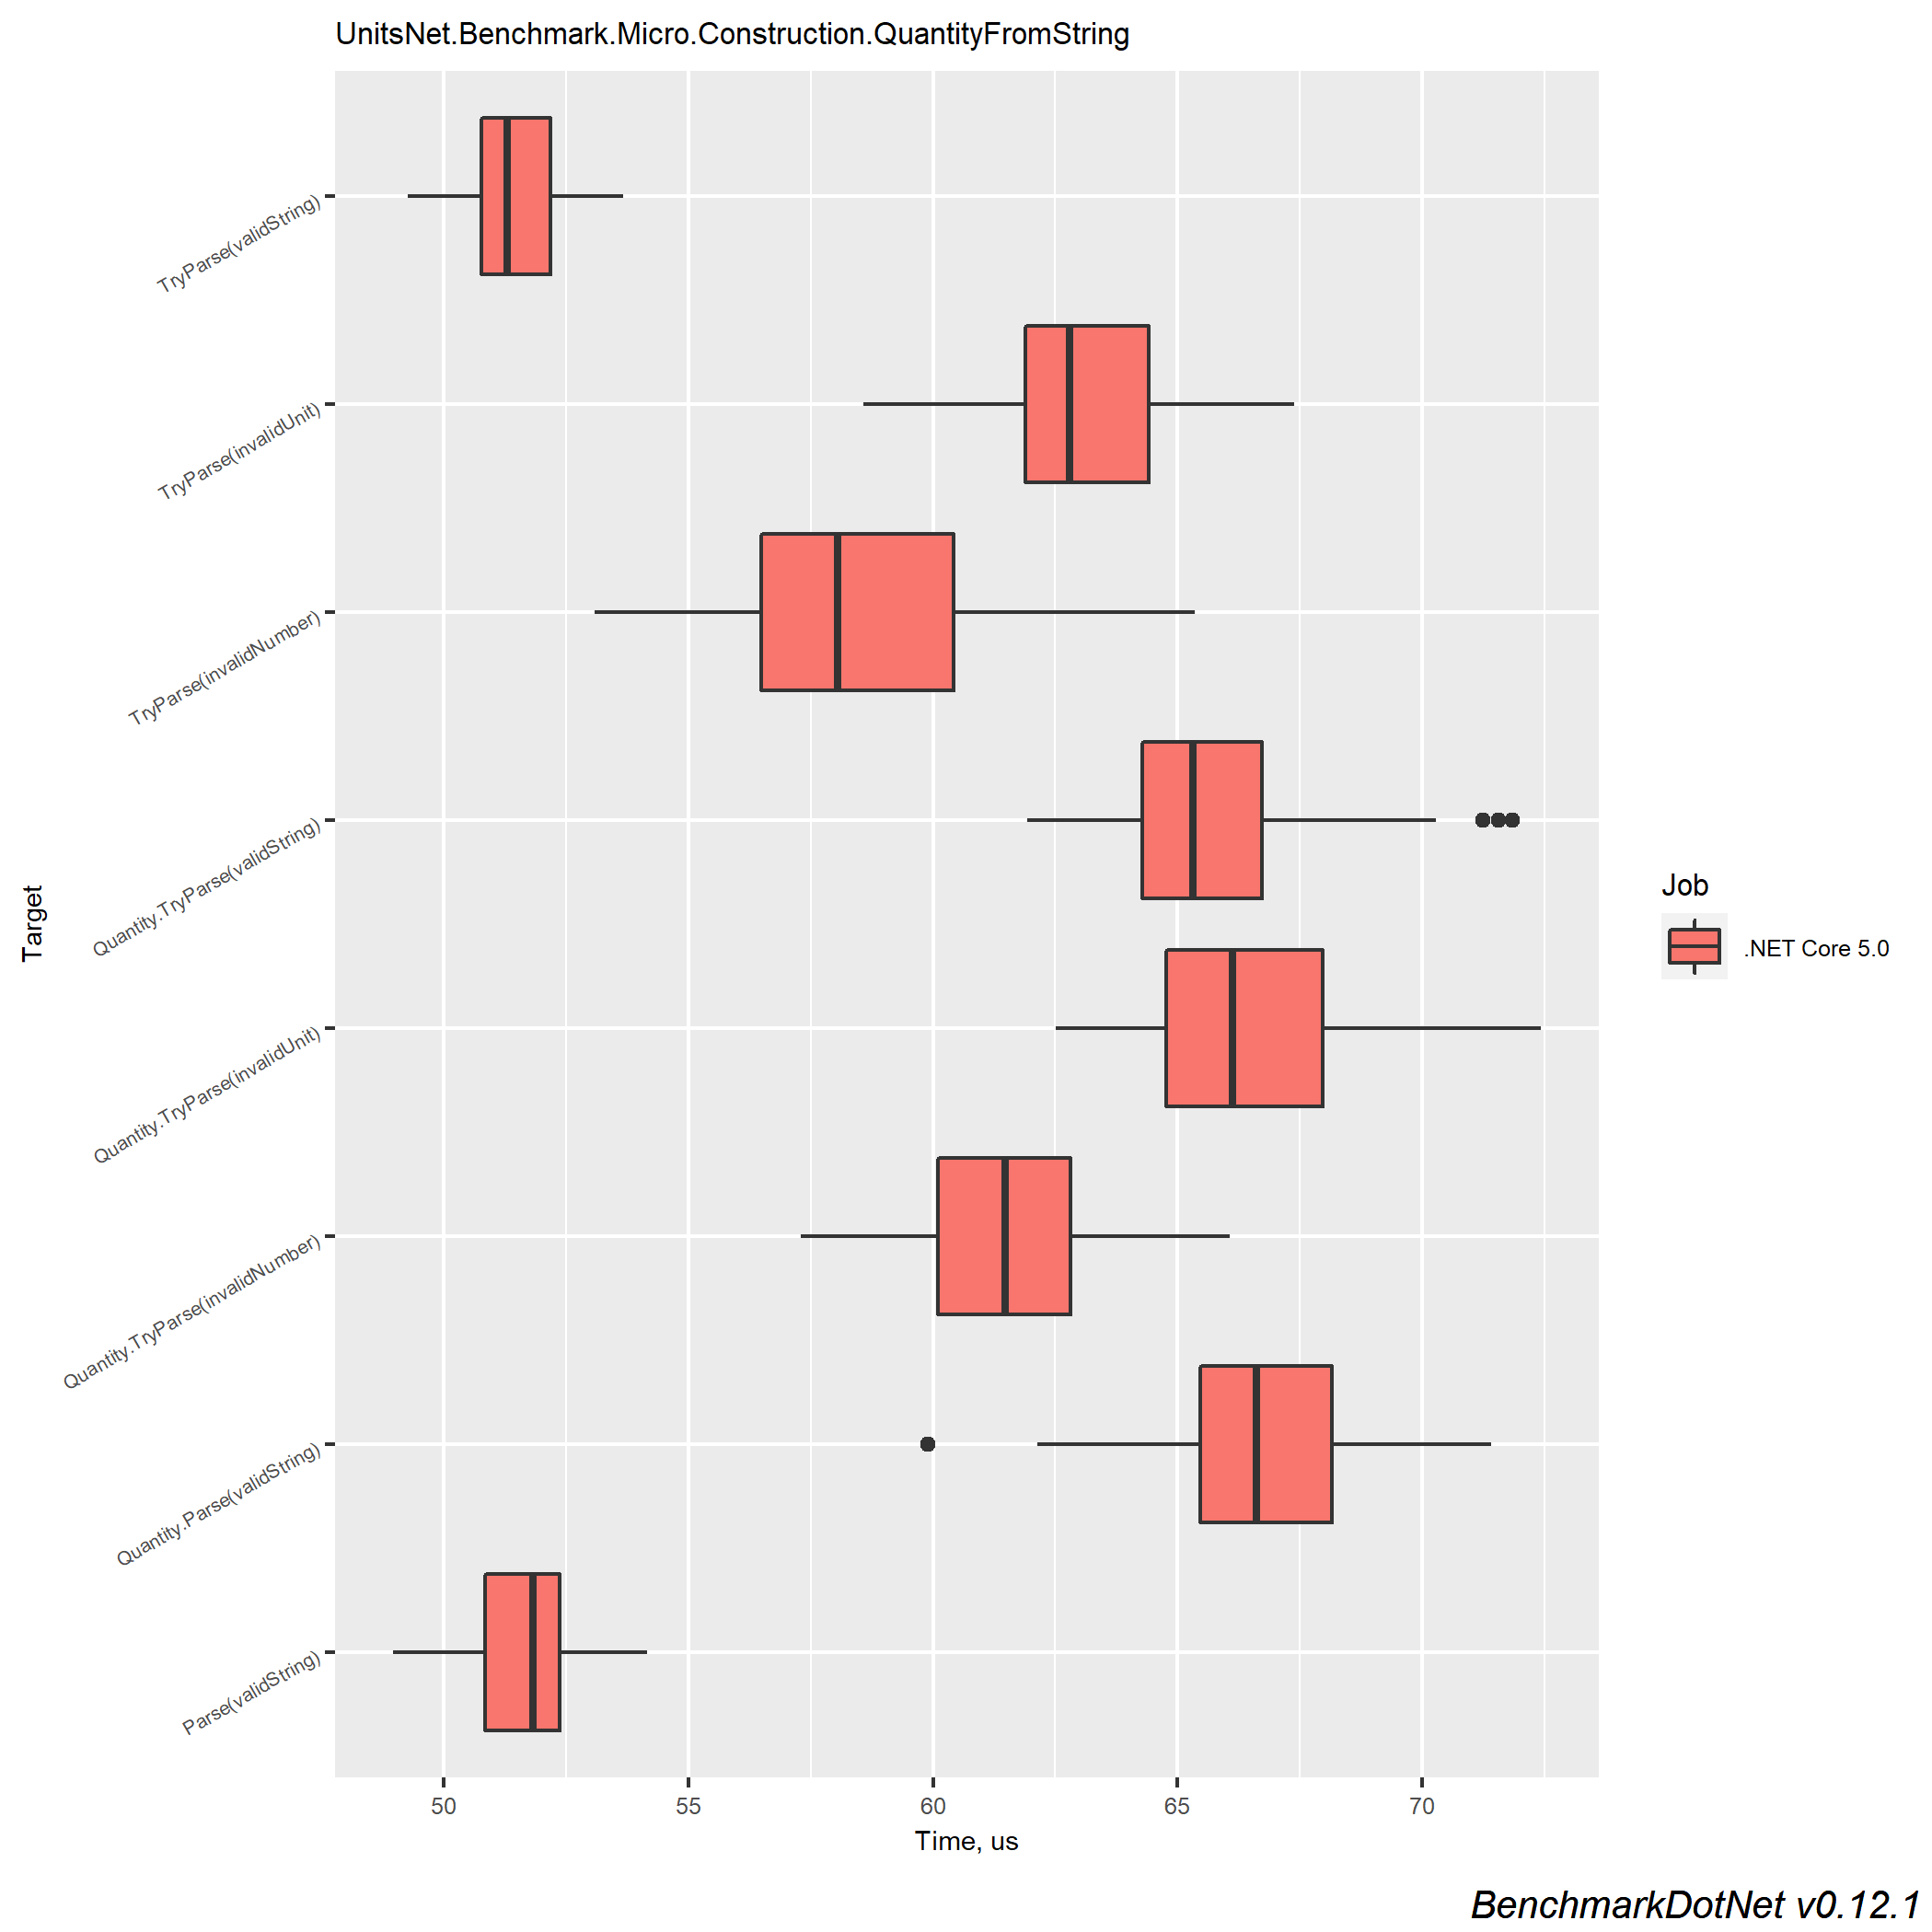 UnitsNet.Benchmark.Micro.Construction.QuantityFromString
TryParse(validString)
TryParse(invalidUnit)
TryParse(invalidNumber)
Quantity.TryParse(validString)
Quantity.TryParse(invalidUnit)
Quantity.TryParse(invalidNumber)
Quantity.Parse(validString)
Parse(validString)
Target
50 55 60 65 70
Time, us
Job
.NET Core 5.0
BenchmarkDotNet v0.12.1